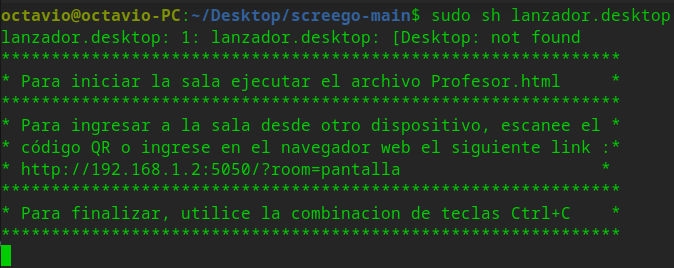 octavio@octavio-PC:~/Desktop/screego-main$ sudo sh lanzador.desktop
lanzador.desktop: 1: lanzador.desktop: [Desktop: not found
**************************************************************
* Para iniciar la sala ejecutar el archivo Profesor.html     *
**************************************************************
* Para ingresar a la sala desde otro dispositivo, escanee el *
* código QR o ingrese en el navegador web el siguiente link :*
* http://192.168.1.2:5050/?room=pantalla                    *
**************************************************************
* Para finalizar, utilice la combinacion de teclas Ctrl+C    *
**************************************************************